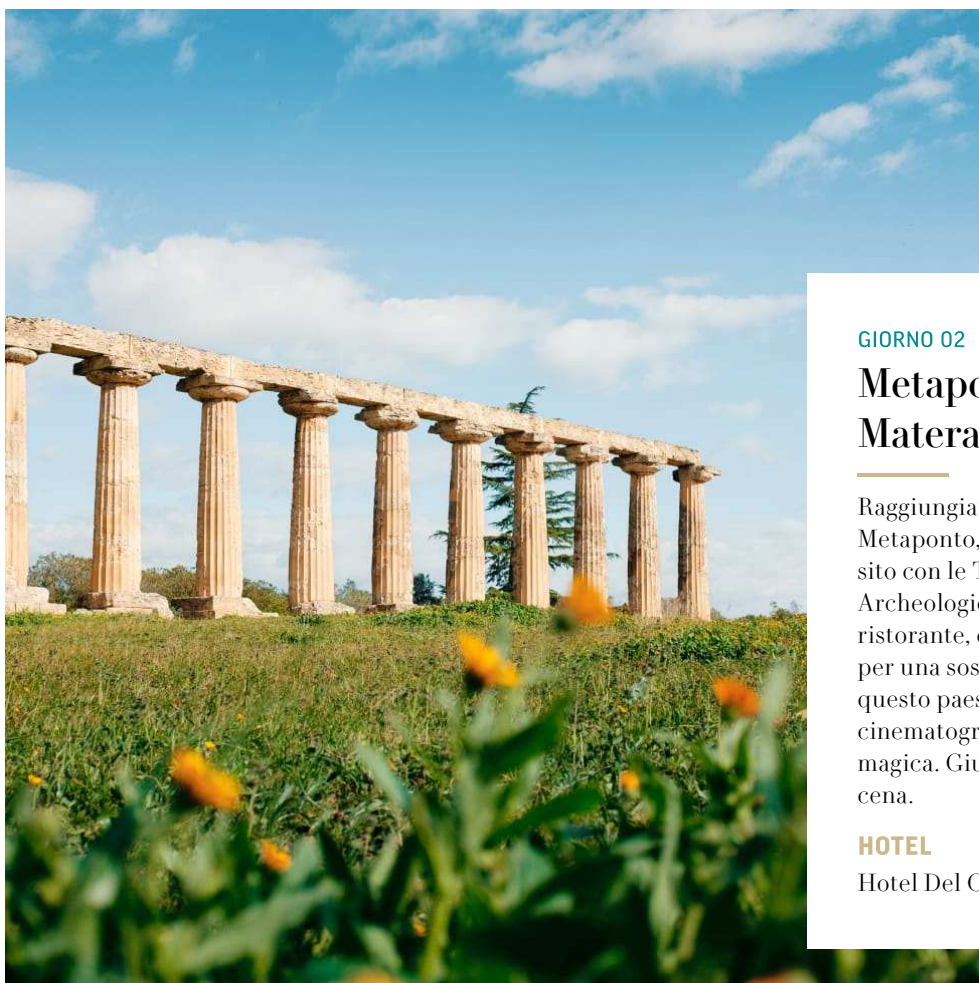 GIORNO 02
Metapo
Matera
Raggiungia
Metaponto,
sito con le T
Archeologic
ristorante, c
per una sos
questo paes
cinematogr
magica. Giu
cena.
HOTEL
Hotel Del C